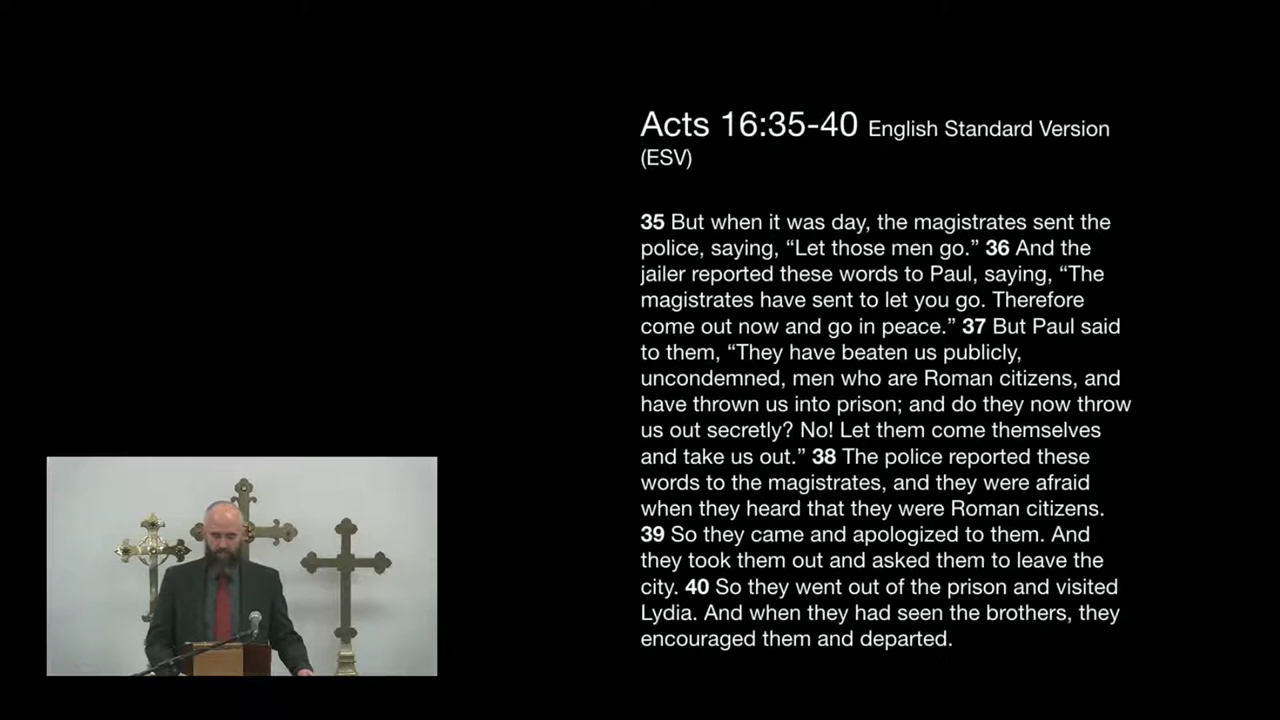 Acts 16:35-40 English Standard Version
(ESV)
35 But when it was day, the magistrates sent the
police, saying, “Let those men go.” 36 And the
jailer reported these words to Paul, saying, “The
magistrates have sent to let you go. Therefore
come out now and go in peace.” 37 But Paul said
to them, “They have beaten us publicly,
uncondemned, men who are Roman citizens, and
have thrown us into prison; and do they now throw
us out secretly? No! Let them come themselves
and take us out.” 38 The police reported these
words to the magistrates, and they were afraid
when they heard that they were Roman citizens.
39 So they came and apologized to them. And
they took them out and asked them to leave the
city. 40 So they went out of the prison and visited
Lydia. And when they had seen the brothers, they
encouraged them and departed.